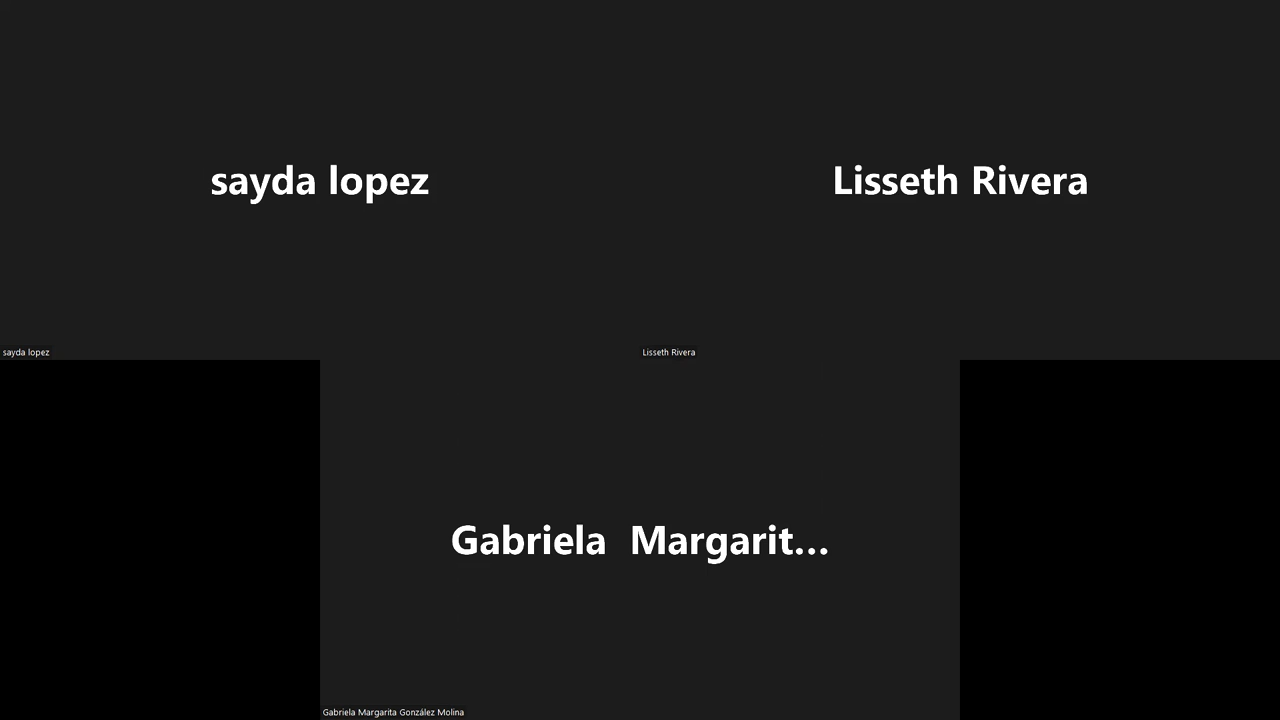 sayda lopez
Lisseth Rivera
sayda lopez
Lisseth Rivera
Gabriela  Margarit...
Gabriela Margarita González Molina